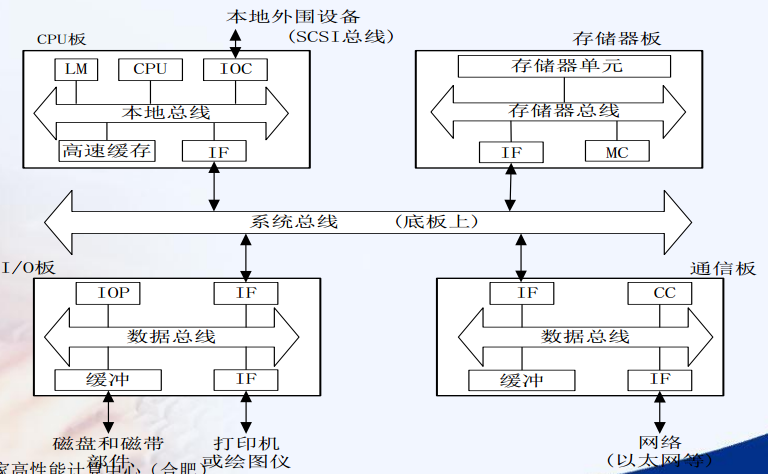 本地外围设备
CPU板
(SCSI总线)
存储器板
LM
CPU
IOC
存储器单元
本地总线
存储器总线
高速缓存
IF
IF
MC
系统总线 (底板上)
I/O板
通信板
IOP
IF
IF
CC
数据总线
数据总线
缓冲
IF
缓冲
IF
磁盘和磁带
部件
打印机
或绘图仪
网络
(以太网等)
家高性能计算中心(合肥)